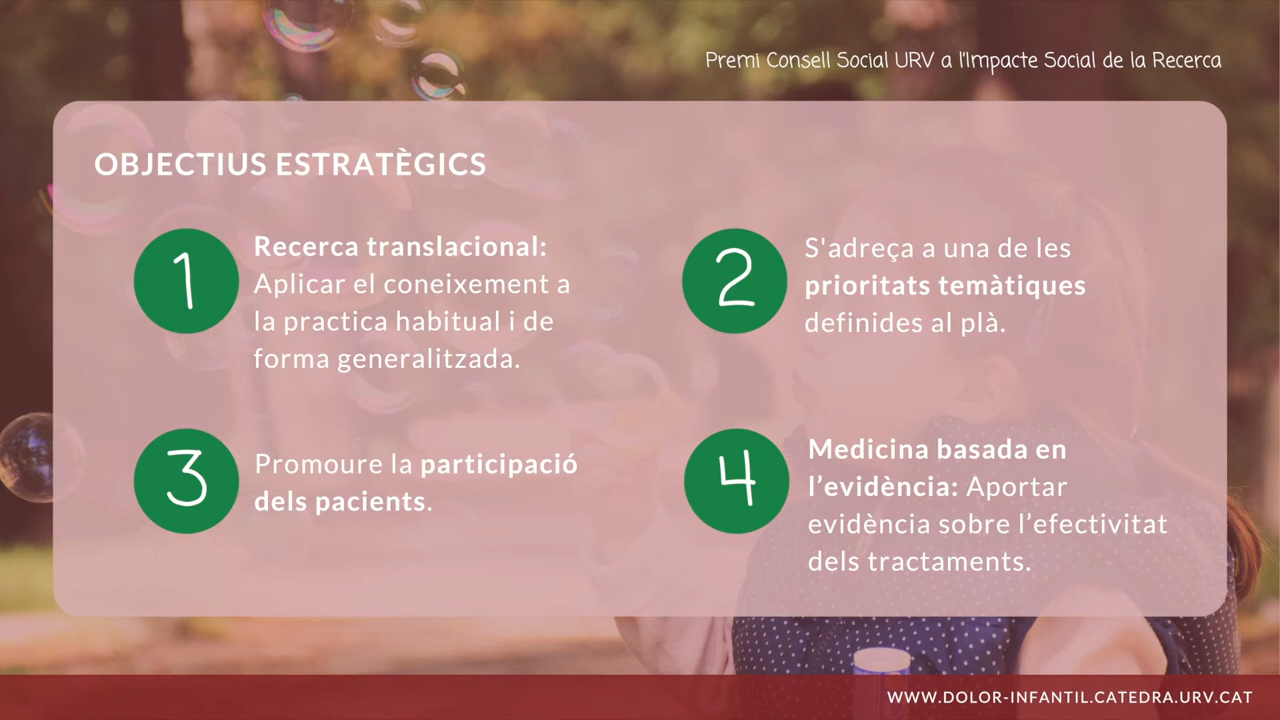 Premi Consell Social URV a l'Impacte Social de la Recerca
OBJECTIUS ESTRATÈGICS
1
Recerca translacional:
Aplicar el coneixement a
la practica habitual i de
forma generalitzada.
2
S'adreça a una de les
prioritats temàtiques
definides al plà.
3
Promoure la participació
dels pacients.
4
Medicina basada en
l’evidència: Aportar
evidència sobre l’efectivitat
dels tractaments.
WWW.DOLOR-INFANTIL.CATEDRA.URV.CAT